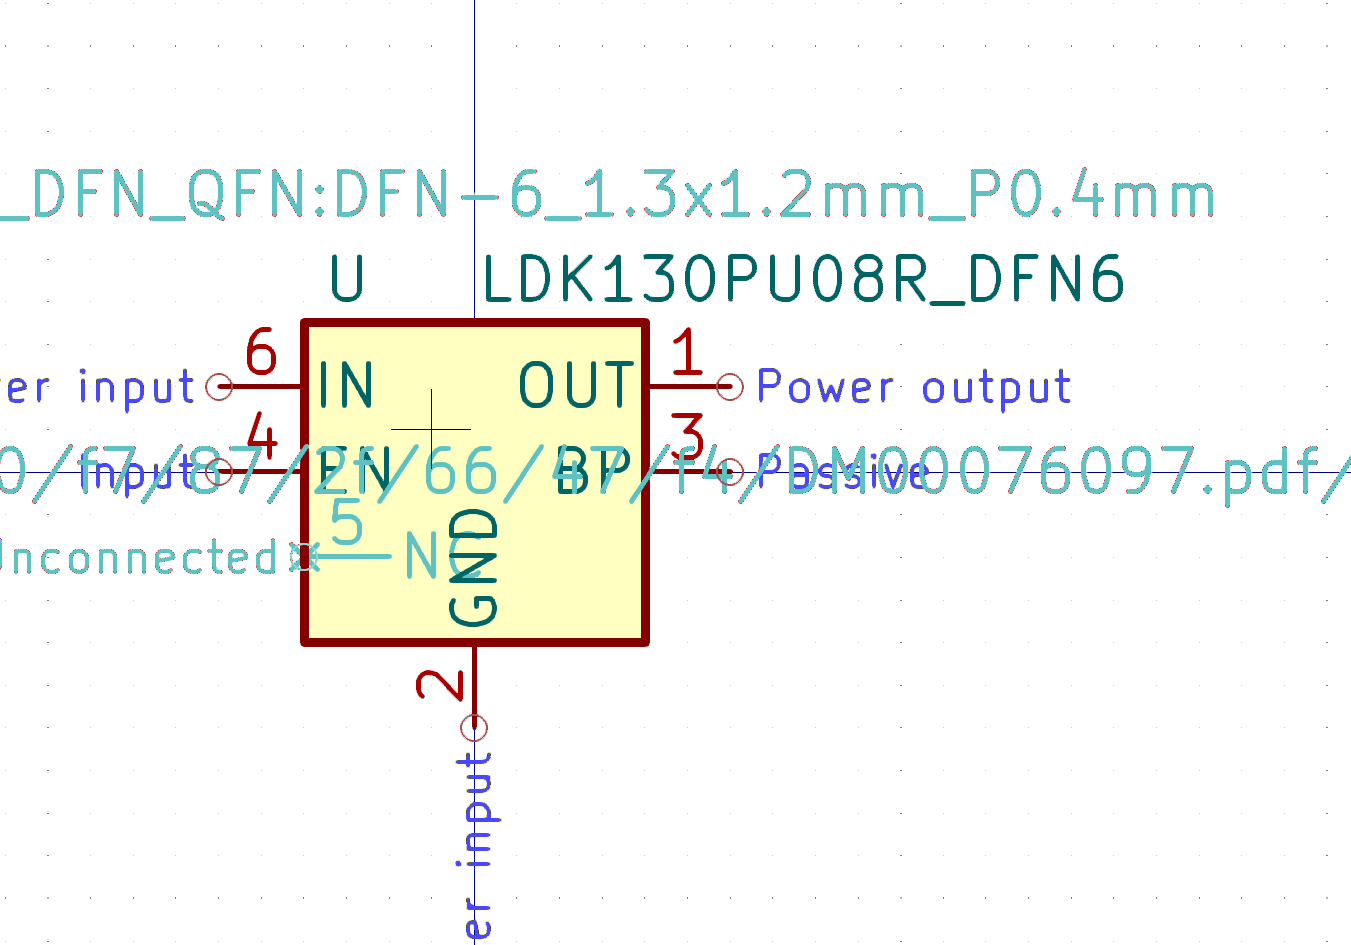 _DFN_QFN:DFN-6_1.3x1.2mm_P0.4mm
U LDK130PU08R_DFN6
6 1
er input IN OUT Power output
4 3
Input EN BP Passive
0/f7/87/2f/66/47/f4/DM00076097.pdf/
5
Unconnected NC
GND
2
er input